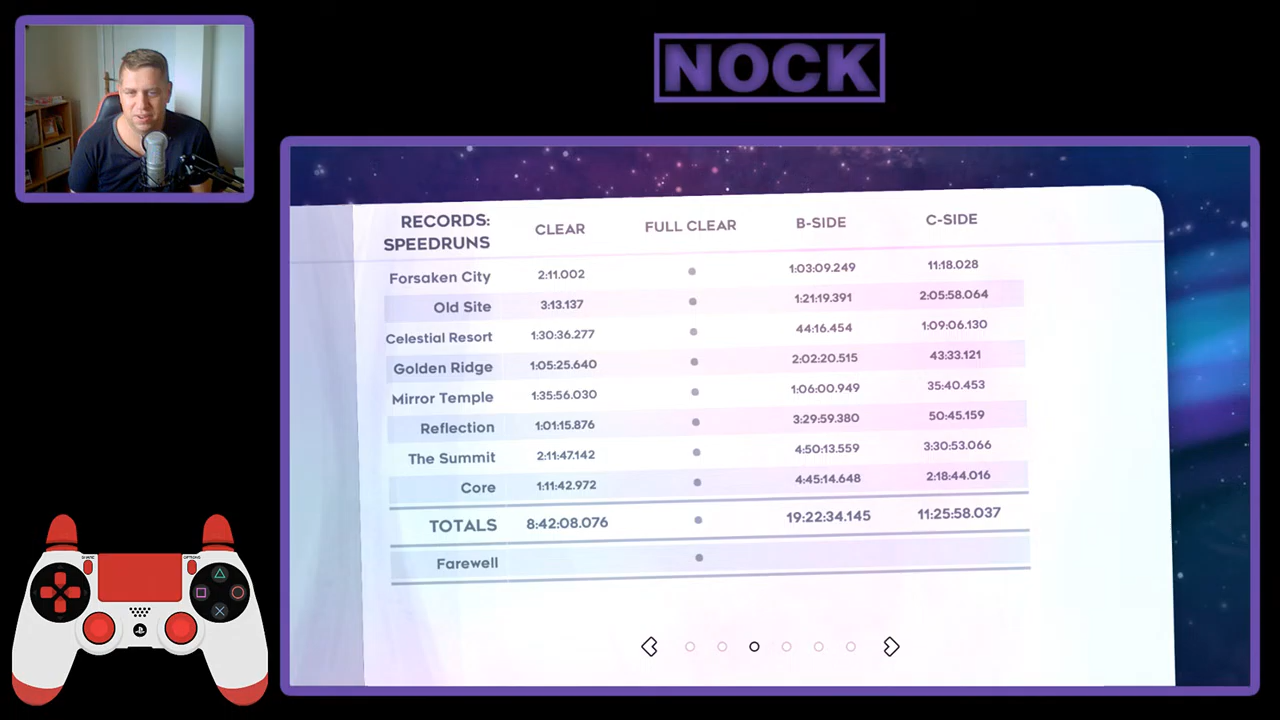 NOCK
RECORDS: SPEEDRUNS CLEAR FULL CLEAR B-SIDE C-SIDE
Forsaken City 2:11.002 1:03:09.249 11:18.028
Old Site 3:13.137 1:21:19.391 2:05:58.064
Celestial Resort 1:30:36.277 44:16.454 1:09:06.130
Golden Ridge 1:05:25.640 2:02:20.515 43:33.121
Mirror Temple 1:35:56.030 1:06:00.949 35:40.453
Reflection 1:01:15.876 3:29:59.380 50:45.159
The Summit 2:11:47.142 4:50:13.559 3:30:53.066
Core 1:11:42.972 4:45:14.648 2:18:44.016
TOTALS 8:42:08.076 19:22:34.145 11:25:58.037
Farewell
SHARE OPTIONS